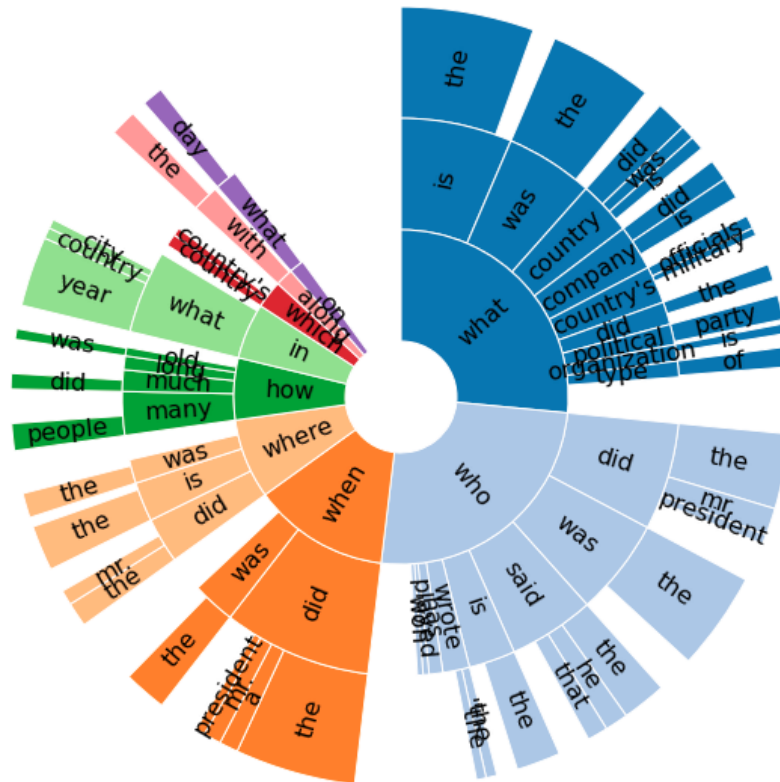 what
is
the
was
the
country
did
was
is
company
did
is
country's
officials
military
did
the
political
party
organization
is
type
of
who
did
the
mr.
president
was
the
said
the
he
that
is
the
wrote
the
has
when
did
the
a
mr.
president
was
the
where
did
the
mr.
is
the
was
the
how
many
people
much
did
long
old
was
in
what
year
country
city
which
country
country's
along
with
the
on
what
day